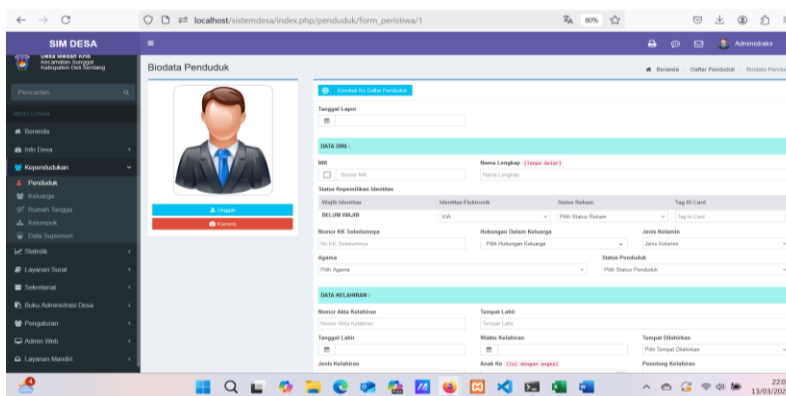 localhost/sistemdesa/index.php/penduduk/form_peristiwa/1
80%
SIM DESA
Administrator
Desa Medan Krio
Kecamatan Sunggal
Kabupaten Deli Serdang
Biodata Penduduk
Beranda
Daftar Penduduk
Biodata Pendu
Pencarian...
MENU UTAMA
Beranda
Info Desa
Kependudukan
Penduduk
Keluarga
Rumah Tangga
Kelompok
Data Suplemen
Statistik
Layanan Surat
Sekretariat
Buku Administrasi Desa
Pengaturan
Admin Web
Layanan Mandiri
Unggah
Kamera
Kembali Ke Daftar Penduduk
Tanggal Lapor
DATA DIRI :
NIK
Nama Lengkap (Tanpa Gelar)
Nomor NIK
Nama Lengkap
Status Kepemilikan Identitas
Wajib Identitas
Identitas Elektronik
Status Rekam
Tag ID Card
BELUM WAJIB
KIA
Pilih Status Rekam
Tag Id Card
Nomor KK Sebelumnya
Hubungan Dalam Keluarga
Jenis Kelamin
No KK Sebelumnya
Pilih Hubungan Keluarga
Jenis Kelamin
Agama
Status Penduduk
Pilih Agama
Pilih Status Penduduk
DATA KELAHIRAN :
Nomor Akta Kelahiran
Tempat Lahir
Nomor Akta Kelahiran
Tempat Lahir
Tanggal Lahir
Waktu Kelahiran
Tempat Dilahirkan
Pilih Tempat Dilahirkan
Jenis Kelahiran
Anak Ke (Isi dengan angka)
Penolong Kelahiran
22:0
13/03/202